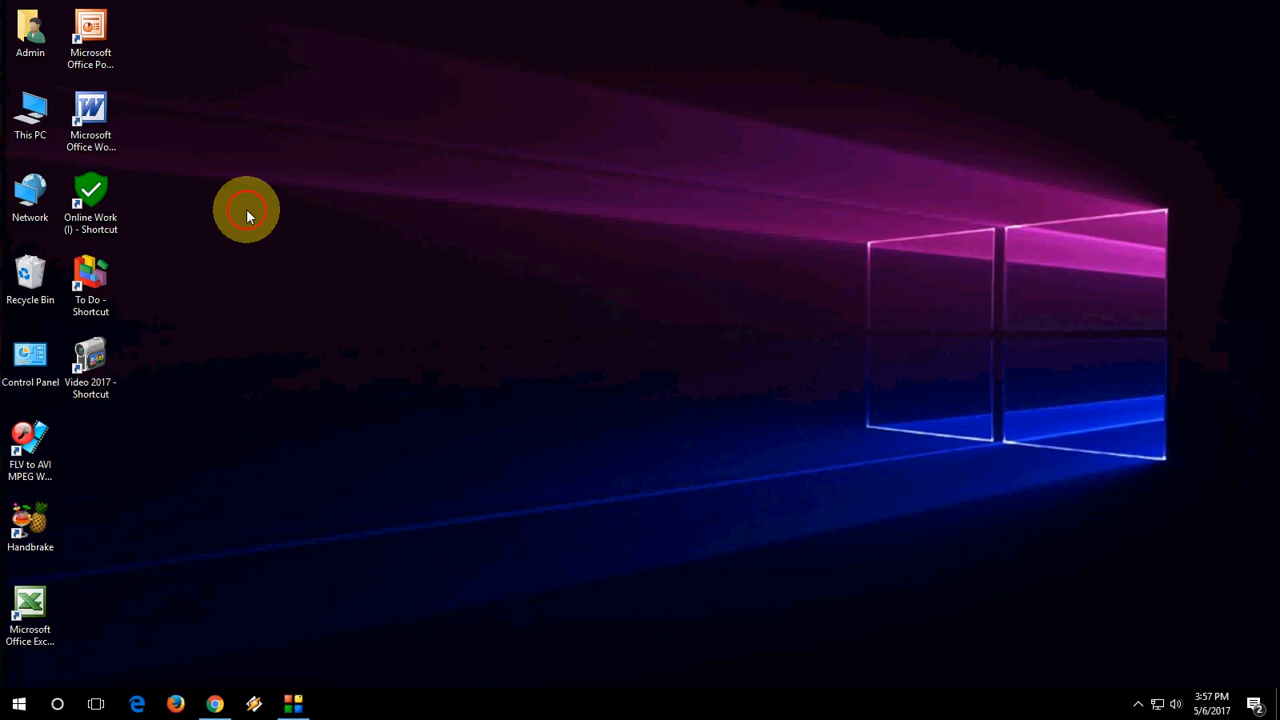 Admin
Microsoft
Office Po...
This PC
Microsoft
Office Wo...
Network
Online Work
(I) - Shortcut
Recycle Bin
To Do -
Shortcut
Control Panel
Video 2017 -
Shortcut
FLV to AVI
MPEG W...
Handbrake
Microsoft
Office Exc...
3:57 PM
5/6/2017
2